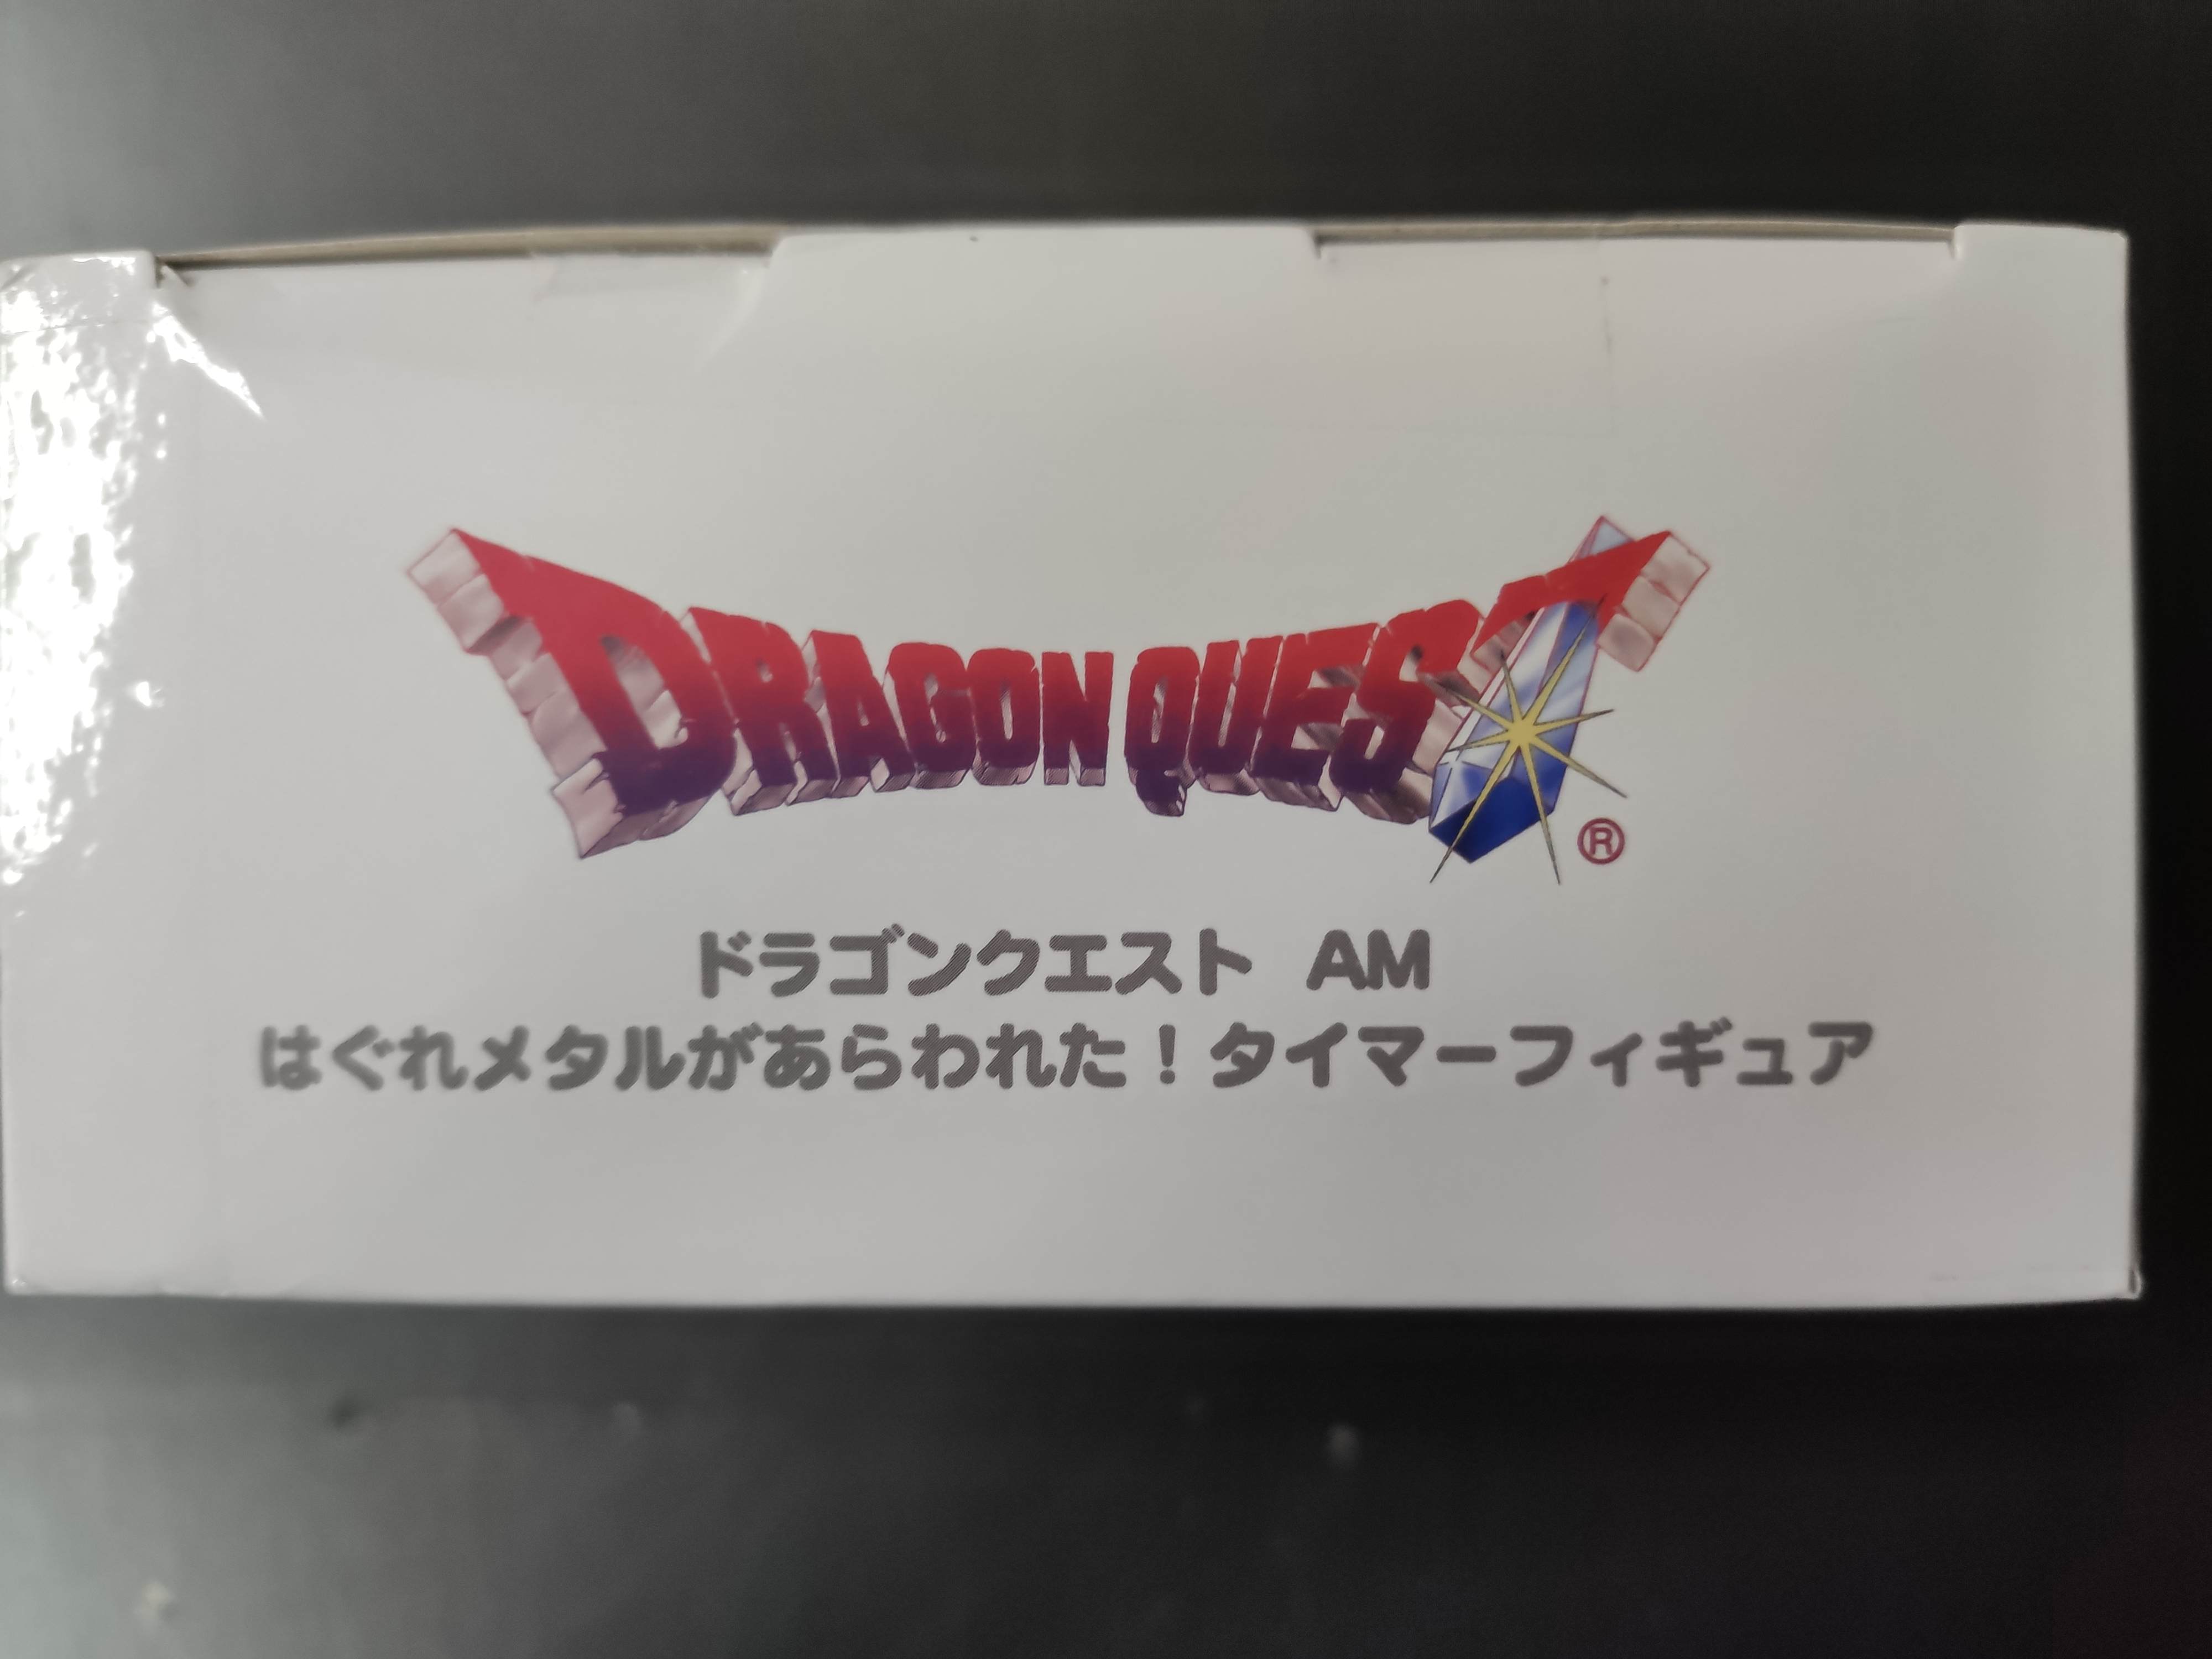 DRAGON QUEST
®
ドラゴンクエスト AM
はぐれメタルがあらわれた！タイマーフィギュア